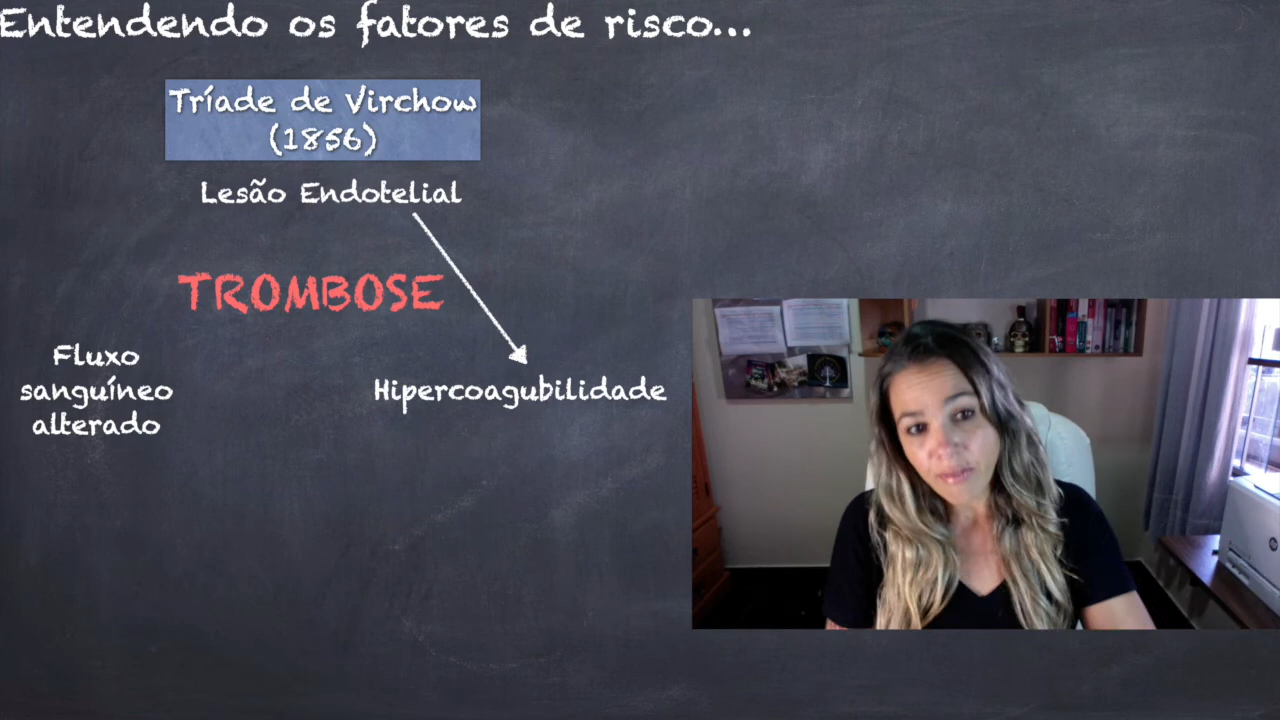 Entendendo os fatores de risco...
Tríade de Virchow
(1856)
Lesão Endotelial
TROMBOSE
Fluxo
sanguíneo
alterado
Hipercoagubilidade